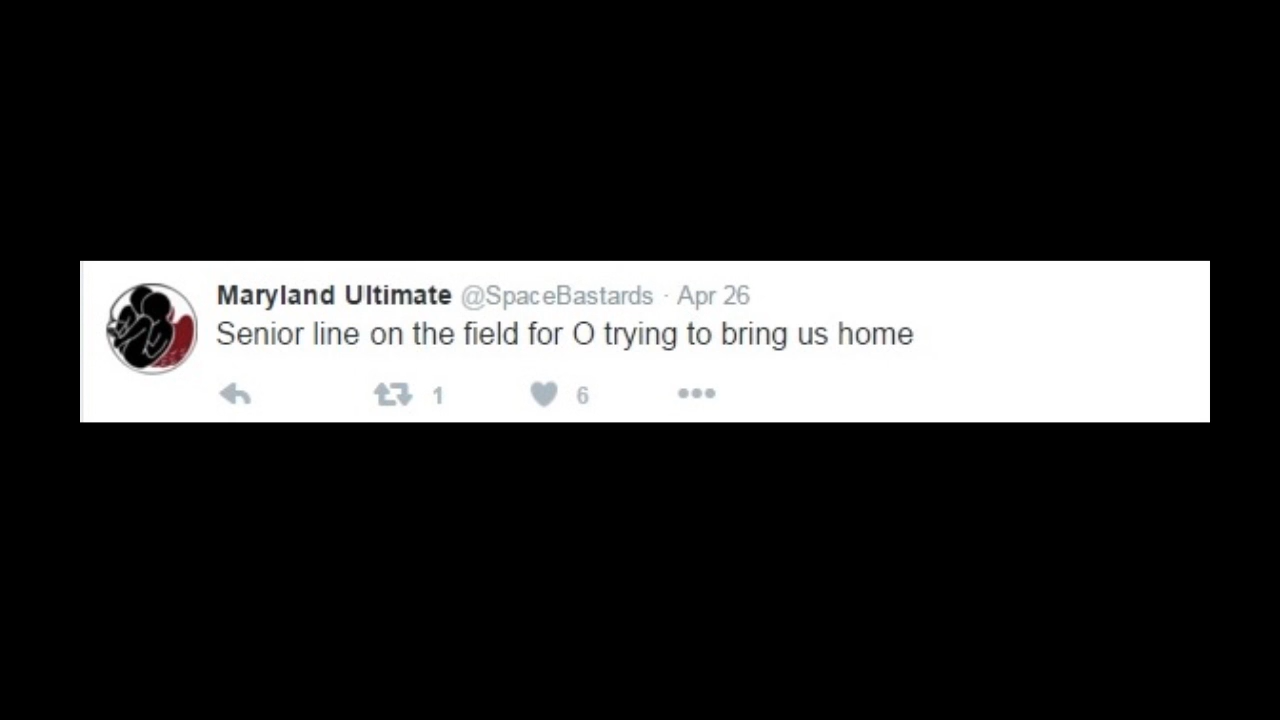 Maryland Ultimate @SpaceBastards · Apr 26
Senior line on the field for O trying to bring us home
1 6